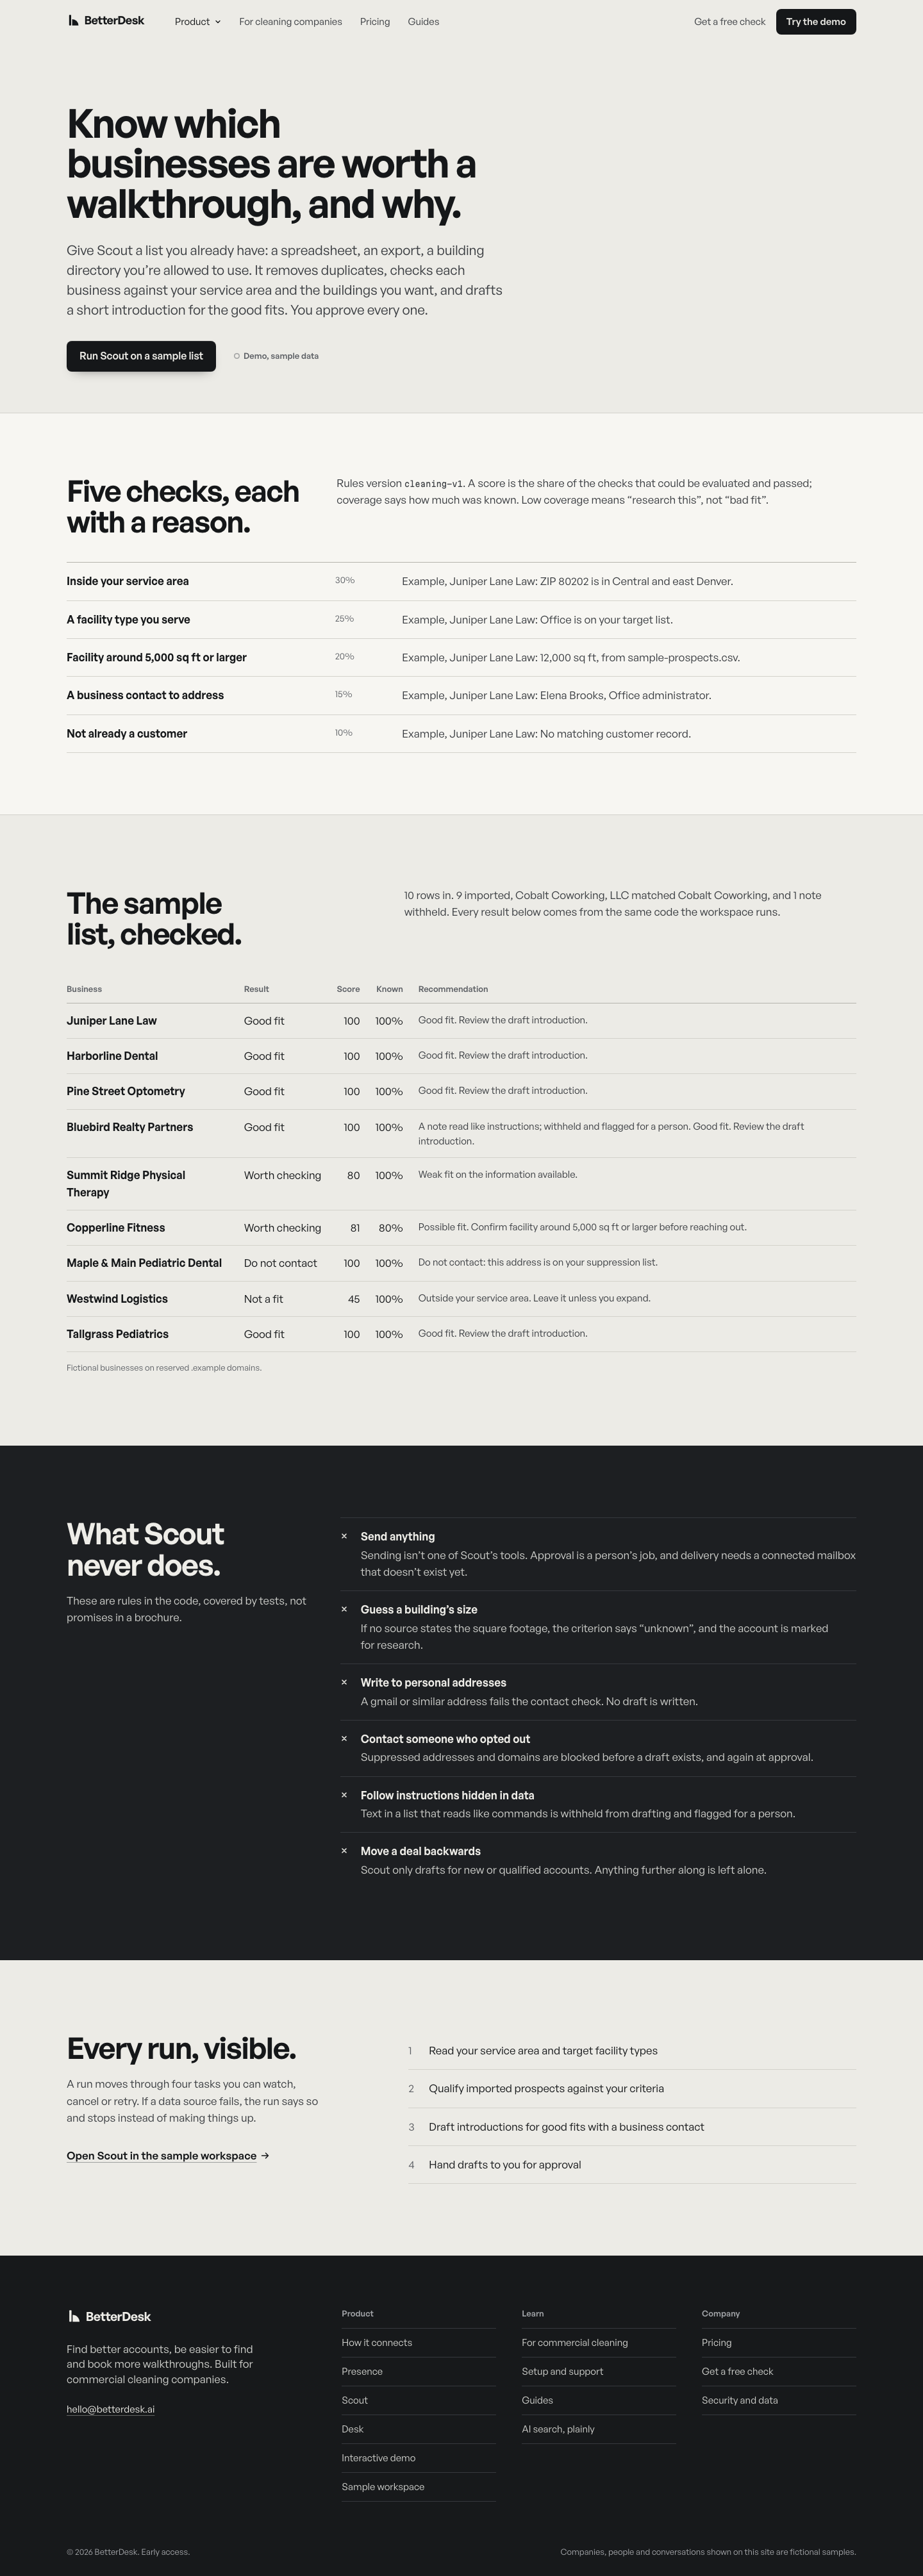 BetterDesk
Product
For cleaning companies
Pricing
Guides
Get a free check
Try the demo
Know which
businesses are worth a
walkthrough, and why.
Give Scout a list you already have: a spreadsheet, an export, a building
directory you’re allowed to use. It removes duplicates, checks each
business against your service area and the buildings you want, and drafts
a short introduction for the good fits. You approve every one.
Run Scout on a sample list
Demo, sample data
Five checks, each
with a reason.
Rules version cleaning-v1. A score is the share of the checks that could be evaluated and passed;
coverage says how much was known. Low coverage means “research this”, not “bad fit”.
Inside your service area 30% Example, Juniper Lane Law: ZIP 80202 is in Central and east Denver.
A facility type you serve 25% Example, Juniper Lane Law: Office is on your target list.
Facility around 5,000 sq ft or larger 20% Example, Juniper Lane Law: 12,000 sq ft, from sample-prospects.csv.
A business contact to address 15% Example, Juniper Lane Law: Elena Brooks, Office administrator.
Not already a customer 10% Example, Juniper Lane Law: No matching customer record.
The sample
list, checked.
10 rows in. 9 imported, Cobalt Coworking, LLC matched Cobalt Coworking, and 1 note
withheld. Every result below comes from the same code the workspace runs.
Business Result Score Known Recommendation
Juniper Lane Law Good fit 100 100% Good fit. Review the draft introduction.
Harborline Dental Good fit 100 100% Good fit. Review the draft introduction.
Pine Street Optometry Good fit 100 100% Good fit. Review the draft introduction.
Bluebird Realty Partners Good fit 100 100% A note read like instructions; withheld and flagged for a person. Good fit. Review the draft
introduction.
Summit Ridge Physical Worth checking 80 100% Weak fit on the information available.
Therapy
Copperline Fitness Worth checking 81 80% Possible fit. Confirm facility around 5,000 sq ft or larger before reaching out.
Maple & Main Pediatric Dental Do not contact 100 100% Do not contact: this address is on your suppression list.
Westwind Logistics Not a fit 45 100% Outside your service area. Leave it unless you expand.
Tallgrass Pediatrics Good fit 100 100% Good fit. Review the draft introduction.
Fictional businesses on reserved .example domains.
What Scout
never does.
These are rules in the code, covered by tests, not
promises in a brochure.
× Send anything
Sending isn’t one of Scout’s tools. Approval is a person’s job, and delivery needs a connected mailbox
that doesn’t exist yet.
× Guess a building’s size
If no source states the square footage, the criterion says “unknown”, and the account is marked
for research.
× Write to personal addresses
A gmail or similar address fails the contact check. No draft is written.
× Contact someone who opted out
Suppressed addresses and domains are blocked before a draft exists, and again at approval.
× Follow instructions hidden in data
Text in a list that reads like commands is withheld from drafting and flagged for a person.
× Move a deal backwards
Scout only drafts for new or qualified accounts. Anything further along is left alone.
Every run, visible.
A run moves through four tasks you can watch,
cancel or retry. If a data source fails, the run says so
and stops instead of making things up.
Open Scout in the sample workspace →
1 Read your service area and target facility types
2 Qualify imported prospects against your criteria
3 Draft introductions for good fits with a business contact
4 Hand drafts to you for approval
BetterDesk
Find better accounts, be easier to find
and book more walkthroughs. Built for
commercial cleaning companies.
hello@betterdesk.ai
Product
How it connects
Presence
Scout
Desk
Interactive demo
Sample workspace
Learn
For commercial cleaning
Setup and support
Guides
AI search, plainly
Company
Pricing
Get a free check
Security and data
© 2026 BetterDesk. Early access.
Companies, people and conversations shown on this site are fictional samples.